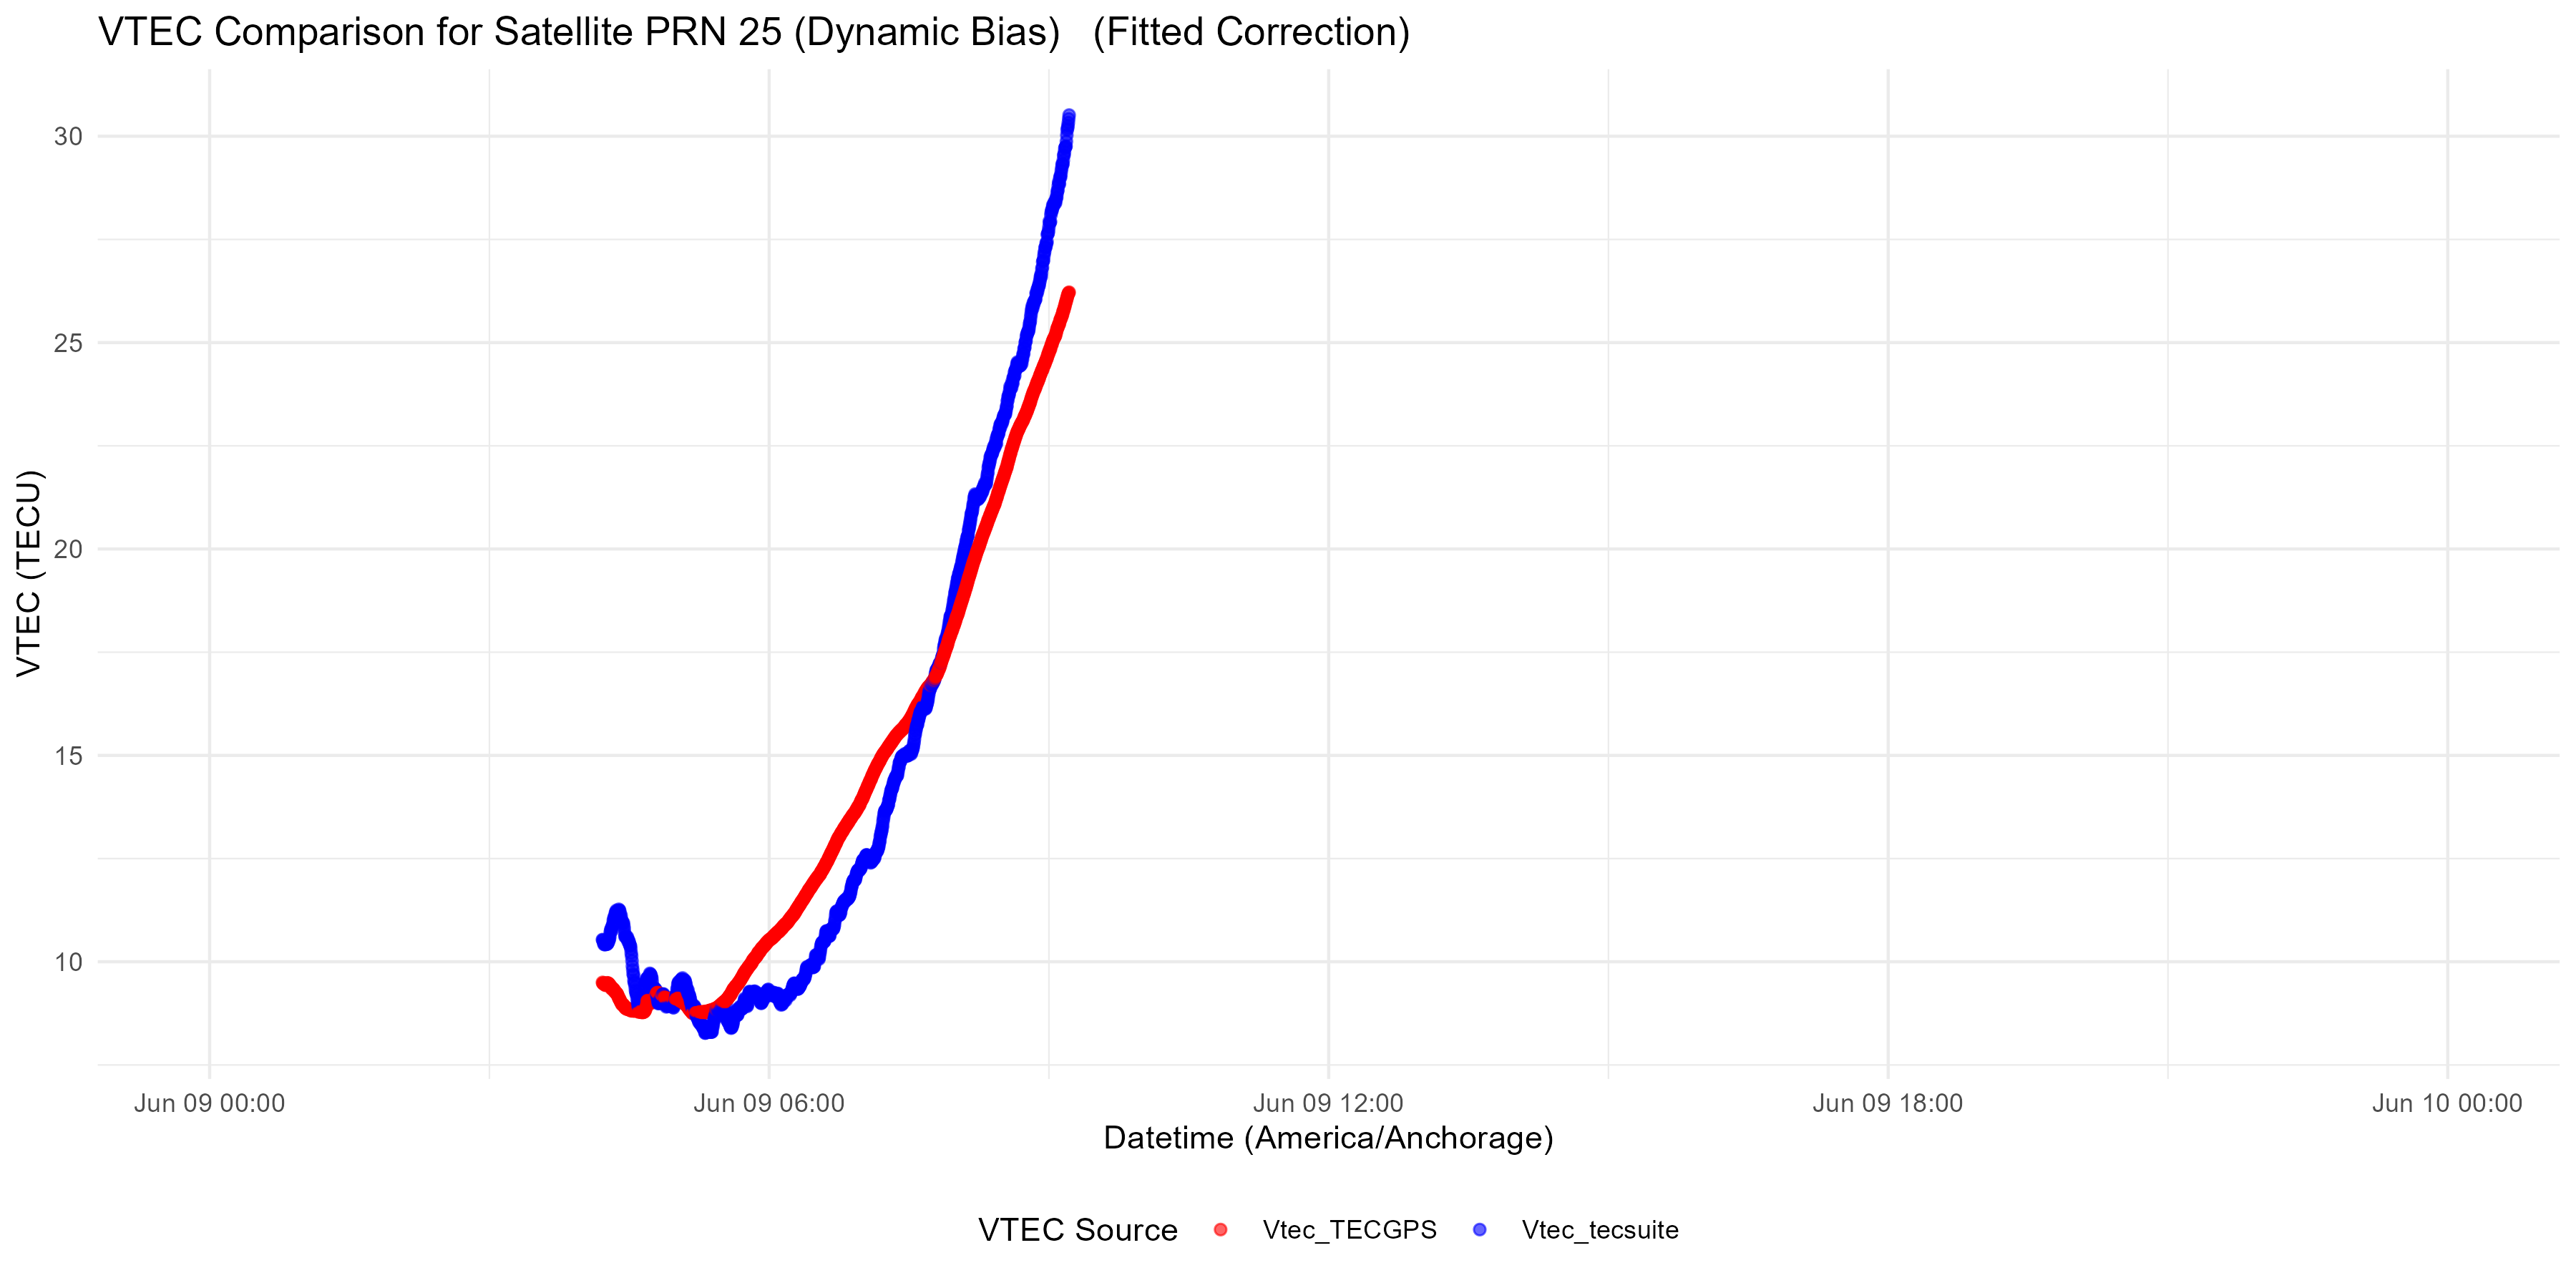 VTEC Comparison for Satellite PRN 25 (Dynamic Bias)   (Fitted Correction)
VTEC (TECU)
30
25
20
15
10
Jun 09 00:00
Jun 09 06:00
Jun 09 12:00
Jun 09 18:00
Jun 10 00:00
Datetime (America/Anchorage)
VTEC Source
Vtec_TECGPS
Vtec_tecsuite